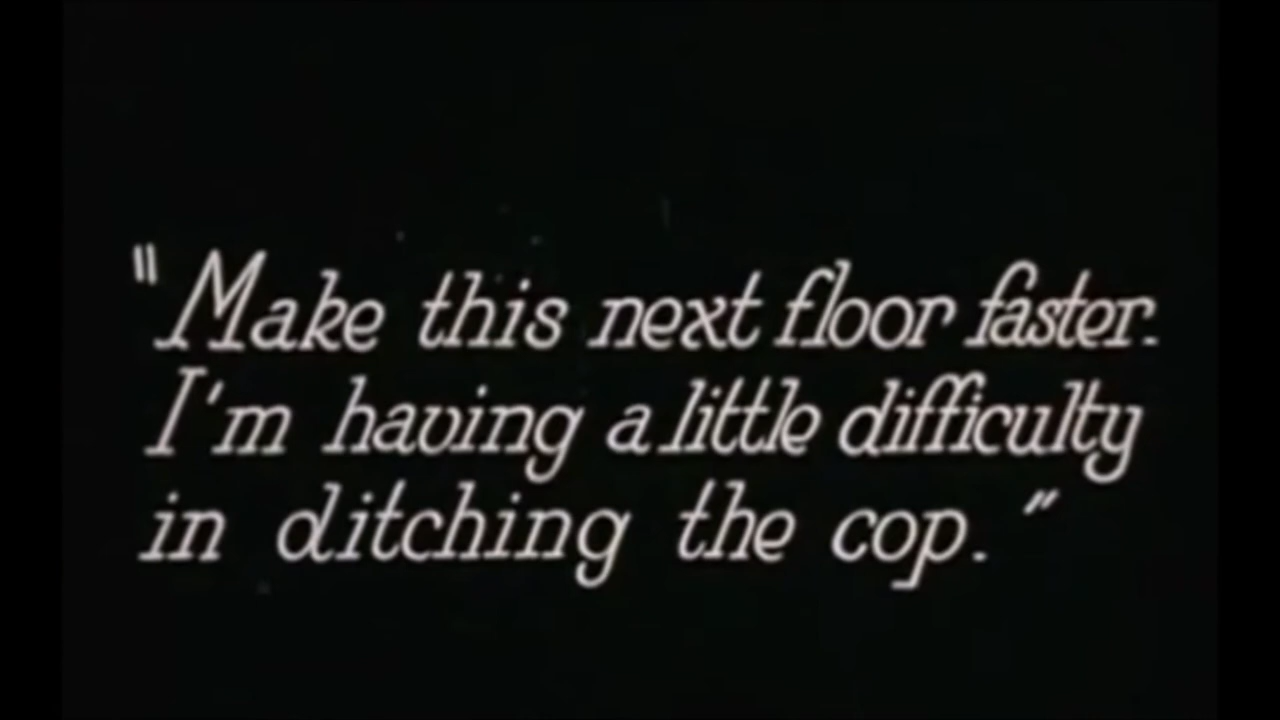 "Make this next floor faster.
I'm having a little difficulty
in ditching the cop."